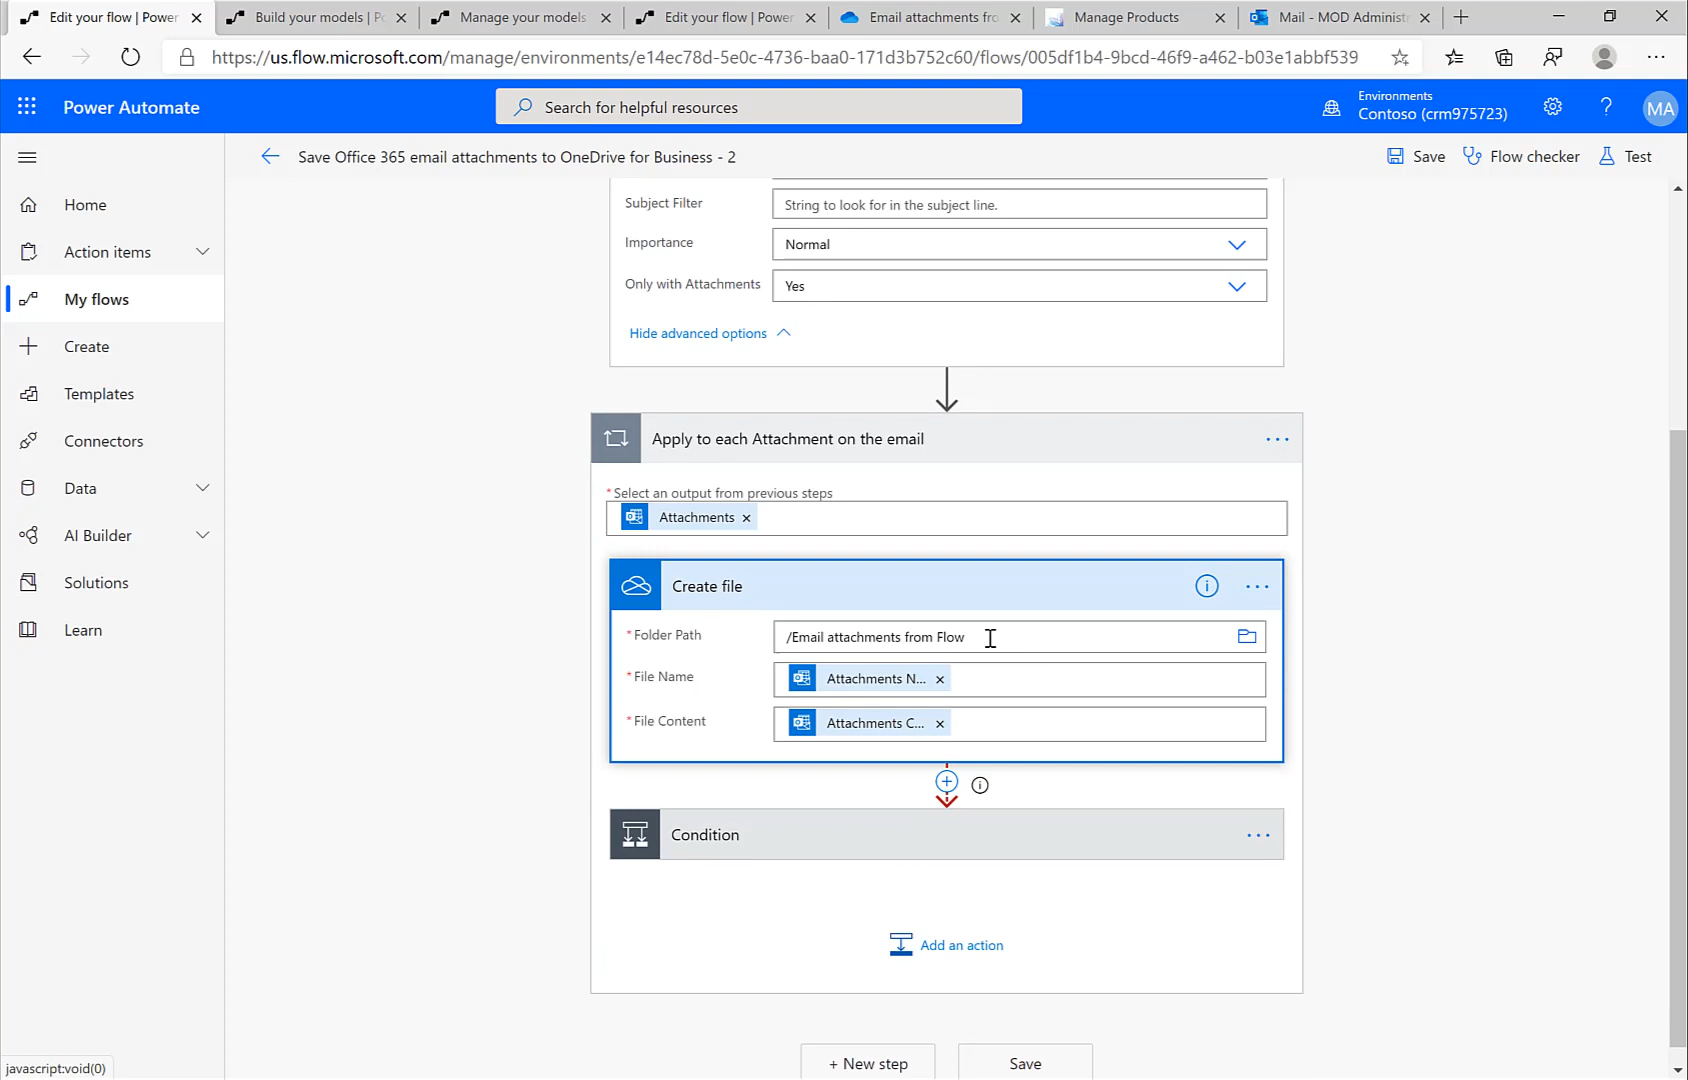 Edit your flow | Power
Build your models | Po
Manage your models
Edit your flow | Power
Email attachments fro
Manage Products
Mail - MOD Administ
https://us.flow.microsoft.com/manage/environments/e14ec78d-5e0c-4736-baa0-171d3b752c60/flows/005df1b4-9bcd-46f9-a462-b03e1abbf539
Power Automate
Search for helpful resources
Environments
Contoso (crm975723)
?
MA
Save Office 365 email attachments to OneDrive for Business - 2
Save
Flow checker
Test
Home
Action items
My flows
Create
Templates
Connectors
Data
AI Builder
Solutions
Learn
Subject Filter
String to look for in the subject line.
Importance
Normal
Only with Attachments
Yes
Hide advanced options
Apply to each Attachment on the email
* Select an output from previous steps
Attachments ×
Create file
* Folder Path
/Email attachments from Flow
* File Name
Attachments N... ×
* File Content
Attachments C... ×
Condition
Add an action
+ New step
Save
javascript:void(0)